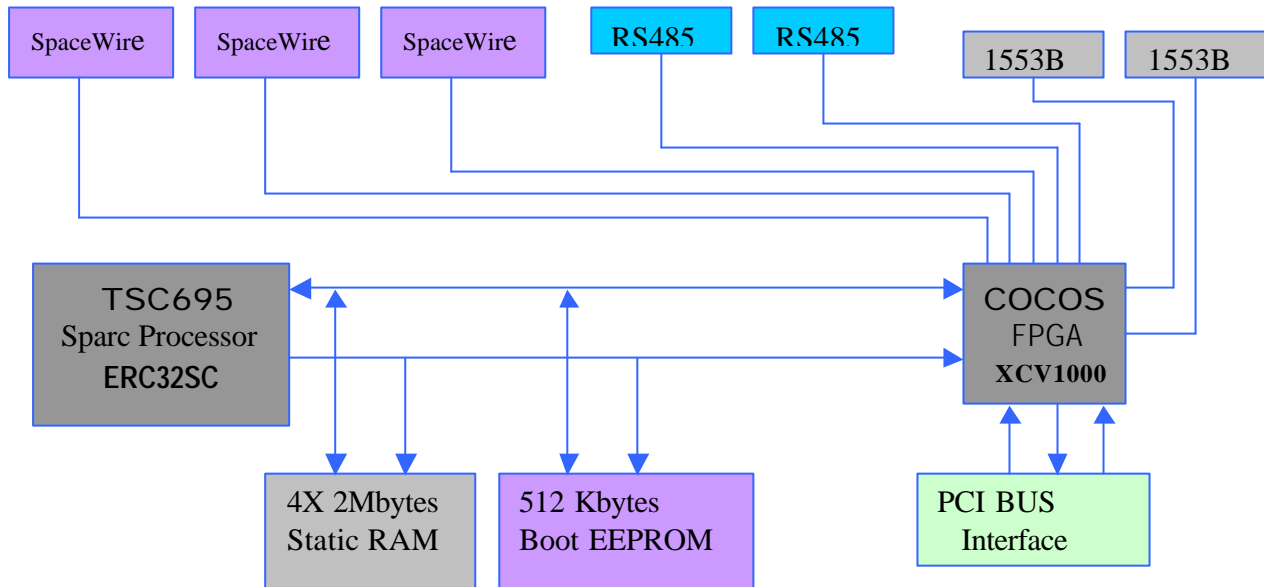 SpaceWire
SpaceWire
SpaceWire
RS485
RS485
1553B
1553B
TSC695
Sparc Processor
ERC32SC
COCOS
FPGA
XCV1000
4X 2Mbytes
Static RAM
512 Kbytes
Boot EEPROM
PCI BUS
Interface